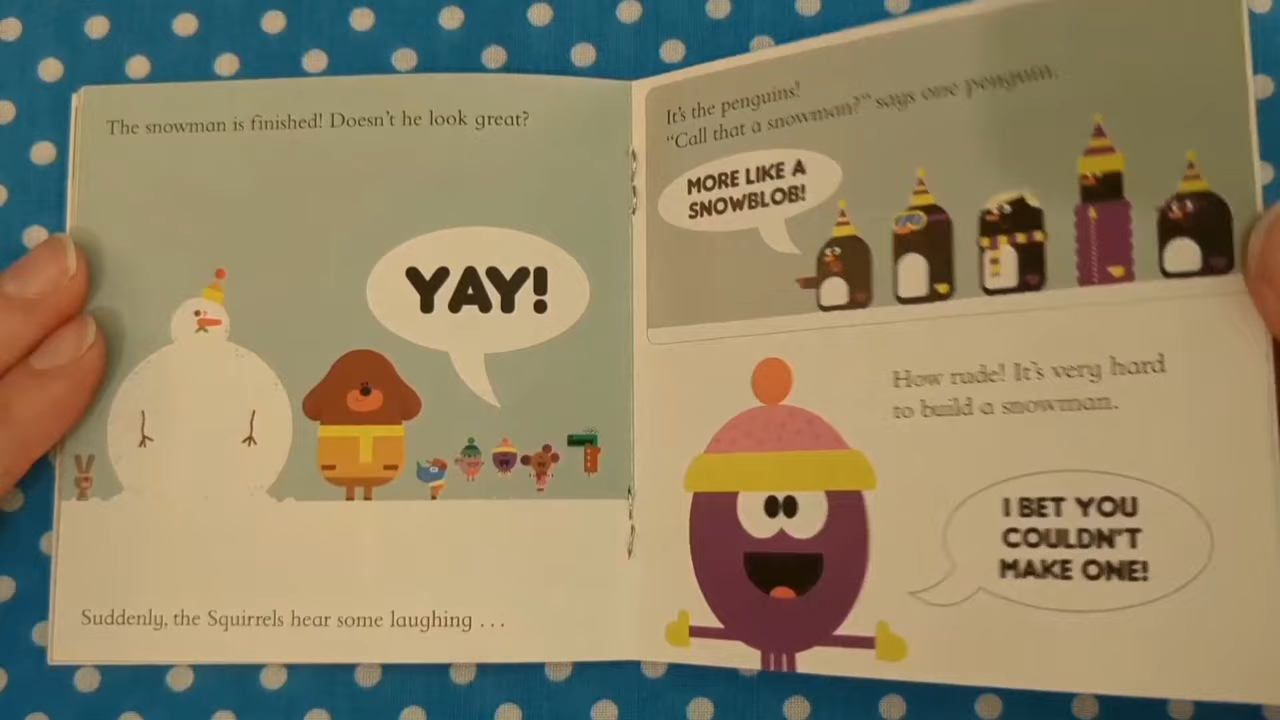 The snowman is finished! Doesn't he look great?
YAY!
Suddenly, the Squirrels hear some laughing . . .
It's the penguins!
"Call that a snowman?" says one penguin.
MORE LIKE A
SNOWBLOB!
How rude! It's very hard
to build a snowman.
I BET YOU
COULDN'T
MAKE ONE!